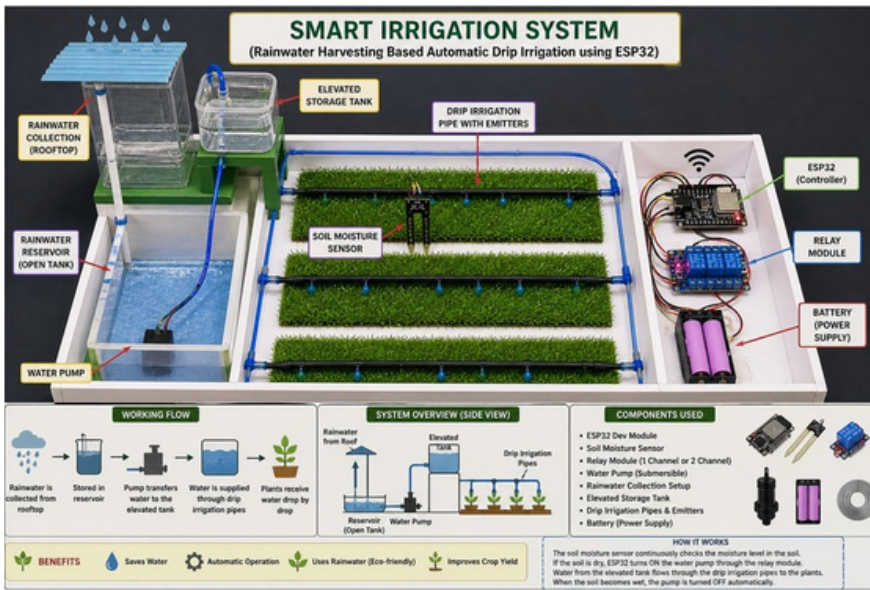 SMART IRRIGATION SYSTEM
(Rainwater Harvesting Based Automatic Drip Irrigation using ESP32)
RAINWATER
COLLECTION
(ROOFTOP)
ELEVATED
STORAGE TANK
DRIP IRRIGATION
PIPE WITH EMITTERS
ESP32
(Controller)
SOIL MOISTURE
SENSOR
RAINWATER
RESERVOIR
(OPEN TANK)
RELAY
MODULE
BATTERY
(POWER
SUPPLY)
WATER PUMP
WORKING FLOW
Rainwater is
collected from
rooftop
Stored in
reservoir
Pump transfers
water to the
elevated tank
Water is supplied
through drip
irrigation pipes
Plants receive
water drop by
drop
SYSTEM OVERVIEW (SIDE VIEW)
Rainwater
from Roof
Elevated
Tank
Drip Irrigation
Pipes
Reservoir
(Open Tank)
Water Pump
COMPONENTS USED
• ESP32 Dev Module
• Soil Moisture Sensor
• Relay Module (1 Channel or 2 Channel)
• Water Pump (Submersible)
• Rainwater Collection Setup
• Elevated Storage Tank
• Drip Irrigation Pipes & Emitters
• Battery (Power Supply)
BENEFITS
Saves Water
Automatic Operation
Uses Rainwater (Eco-friendly)
Improves Crop Yield
HOW IT WORKS
The soil moisture sensor continuously checks the moisture level in the soil.
If the soil is dry, ESP32 turns ON the water pump through the relay module.
Water from the elevated tank flows through the drip irrigation pipes to the plants.
When the soil becomes wet, the pump is turned OFF automatically.